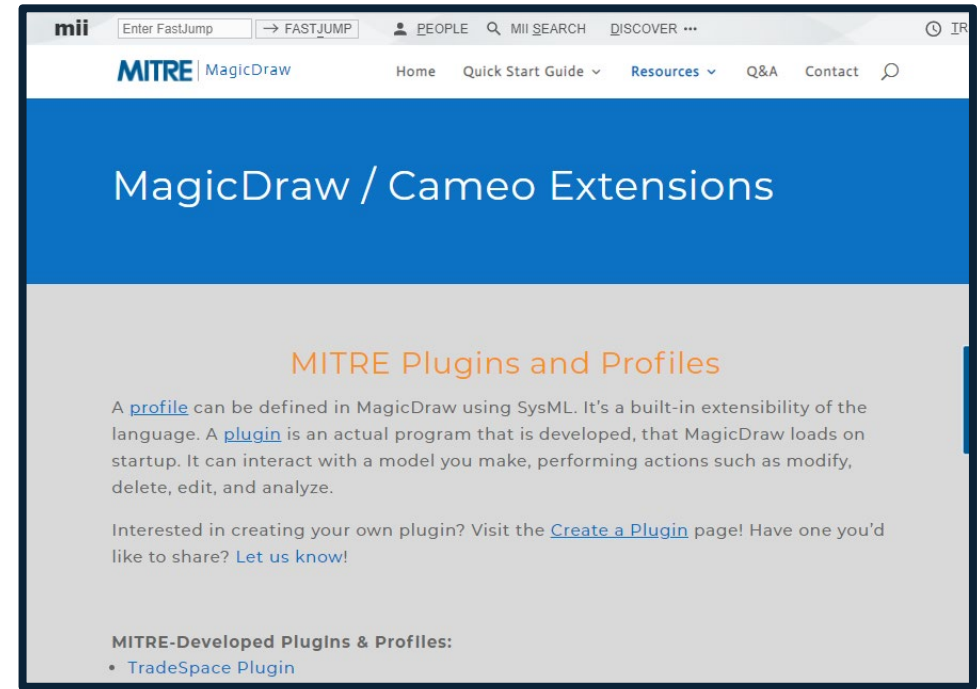 mii Enter FastJump → FASTJUMP PEOPLE MII SEARCH DISCOVER ••• IR
MITRE | MagicDraw Home Quick Start Guide Resources Q&A Contact
MagicDraw / Cameo Extensions
MITRE Plugins and Profiles
A profile can be defined in MagicDraw using SysML. It's a built-in extensibility of the
language. A plugin is an actual program that is developed, that MagicDraw loads on
startup. It can interact with a model you make, performing actions such as modify,
delete, edit, and analyze.
Interested in creating your own plugin? Visit the Create a Plugin page! Have one you'd
like to share? Let us know!
MITRE-Developed Plugins & Profiles:
• TradeSpace Plugin